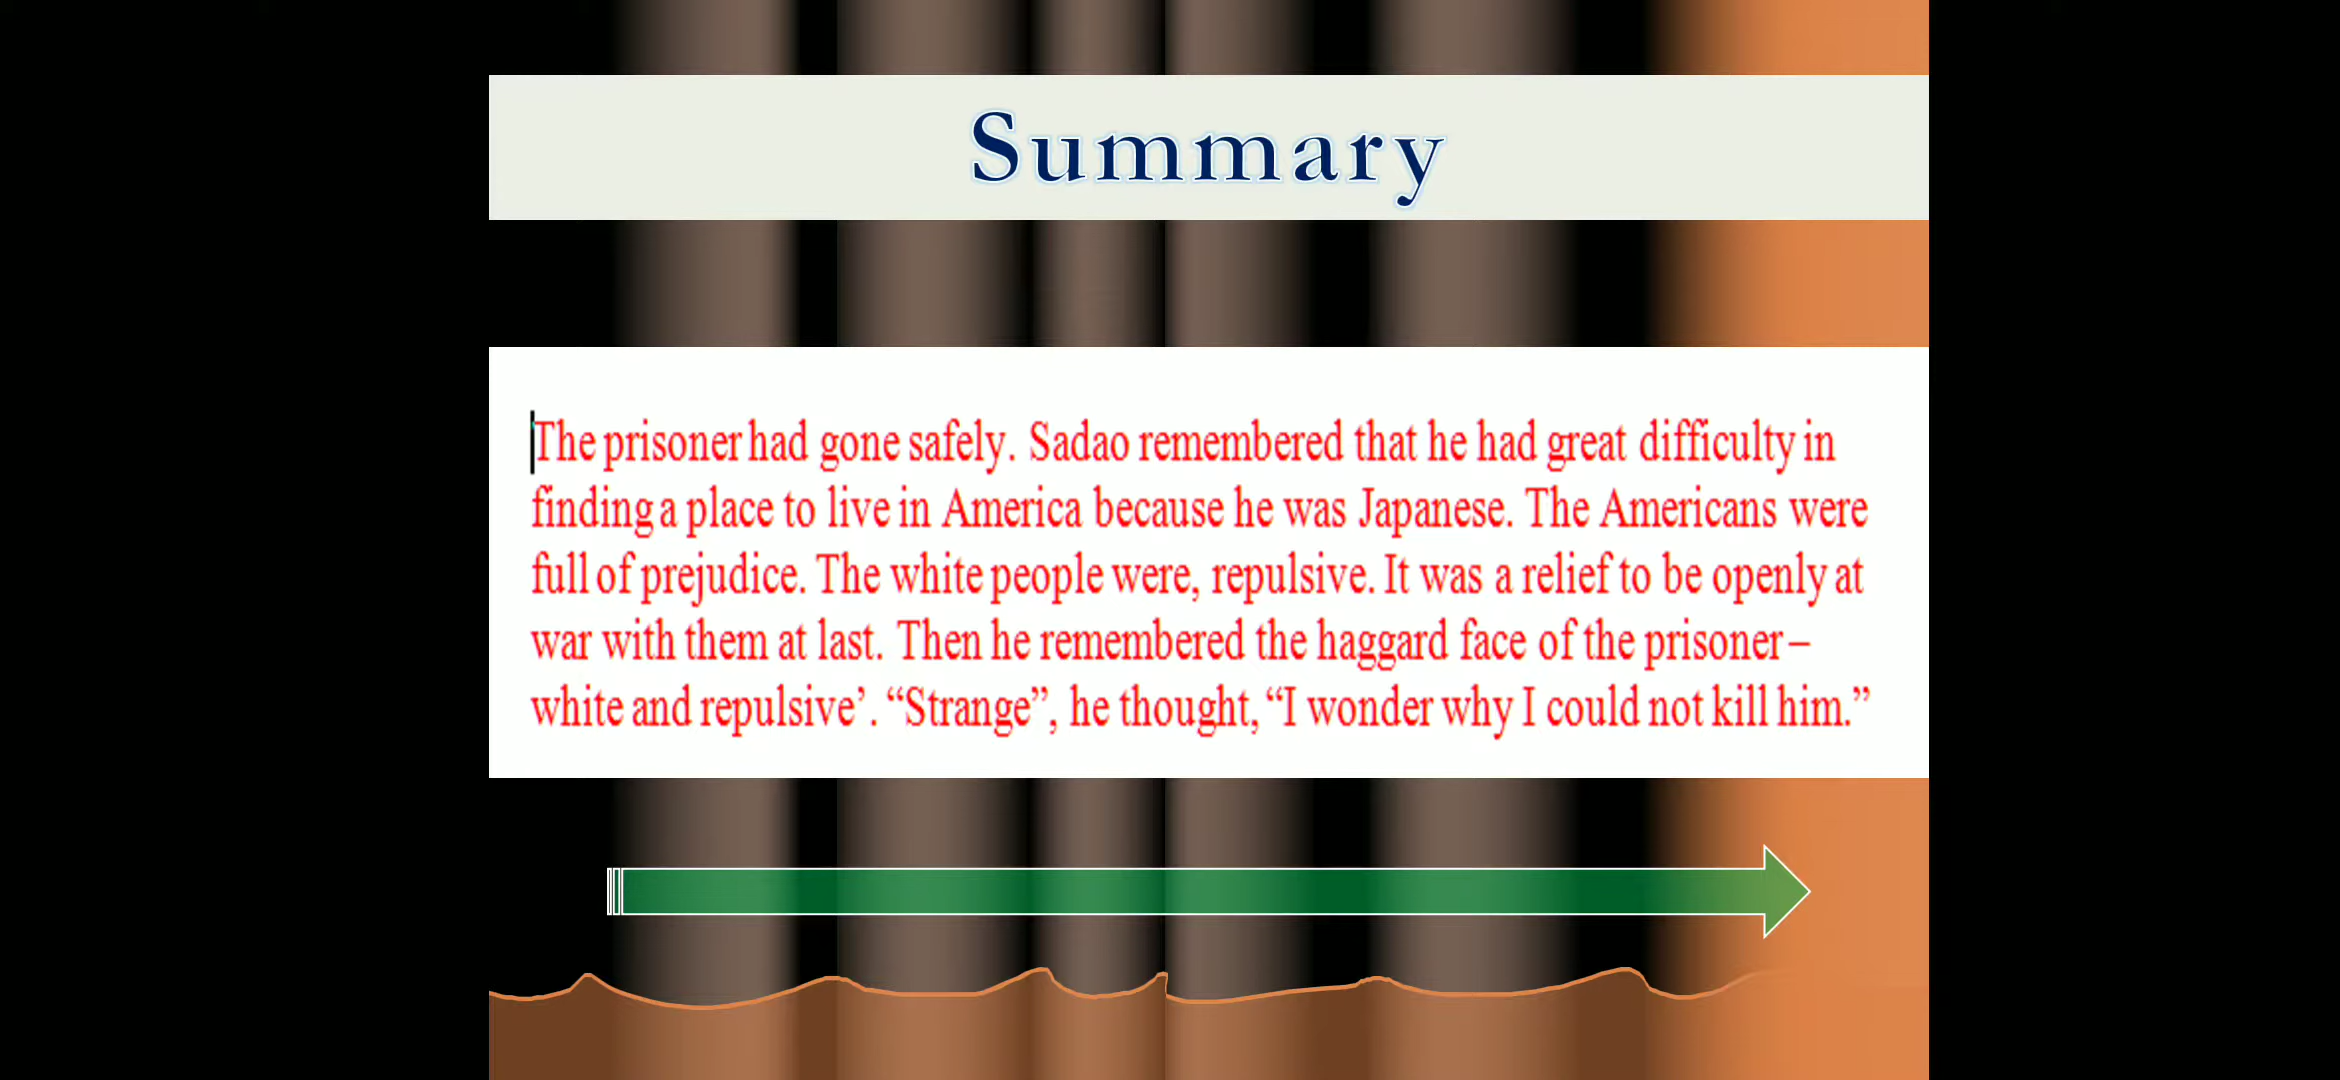 Summary
The prisoner had gone safely. Sadao remembered that he had great difficulty in
finding a place to live in America because he was Japanese. The Americans were
full of prejudice. The white people were, repulsive. It was a relief to be openly at
war with them at last. Then he remembered the haggard face of the prisoner –
white and repulsive’. “Strange”, he thought, “I wonder why I could not kill him.”